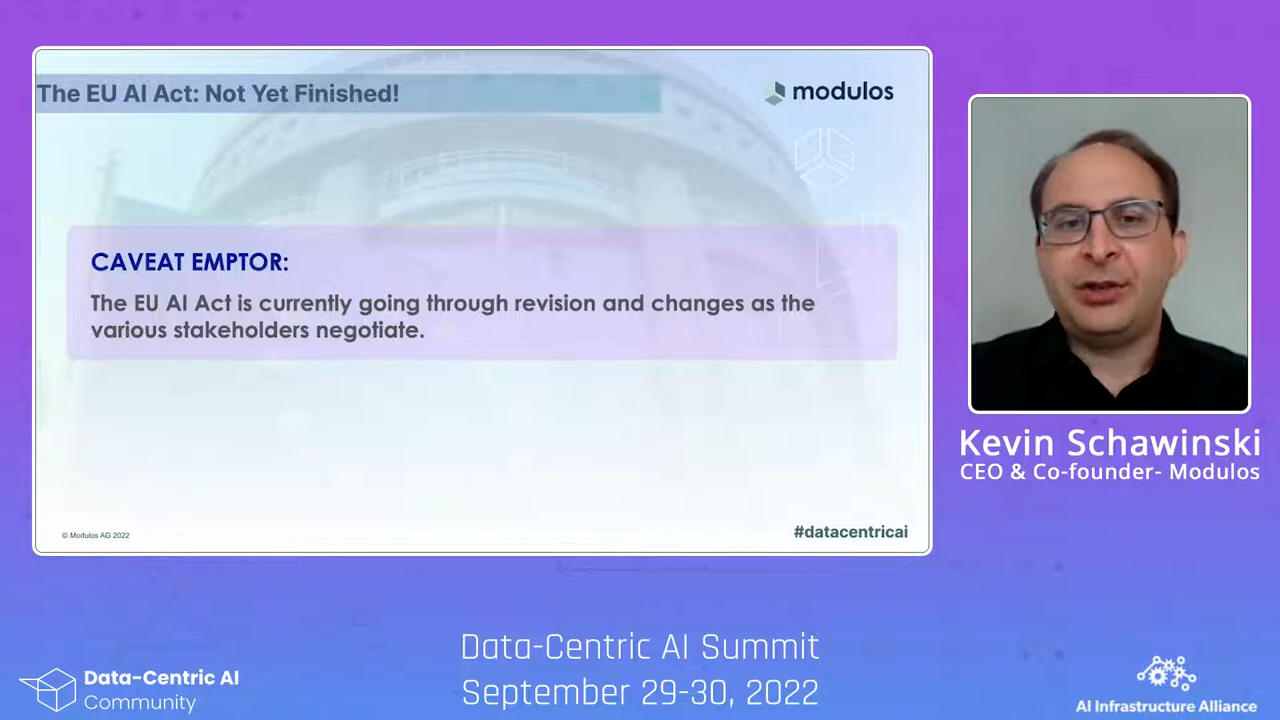 The EU AI Act: Not Yet Finished!
modulos
CAVEAT EMPTOR:
The EU AI Act is currently going through revision and changes as the
various stakeholders negotiate.
© Modulos AG 2022
#datacentricai
Kevin Schawinski
CEO & Co-founder- Modulos
Data-Centric AI Summit
September 29-30, 2022
Data-Centric AI
Community
AI Infrastructure Alliance